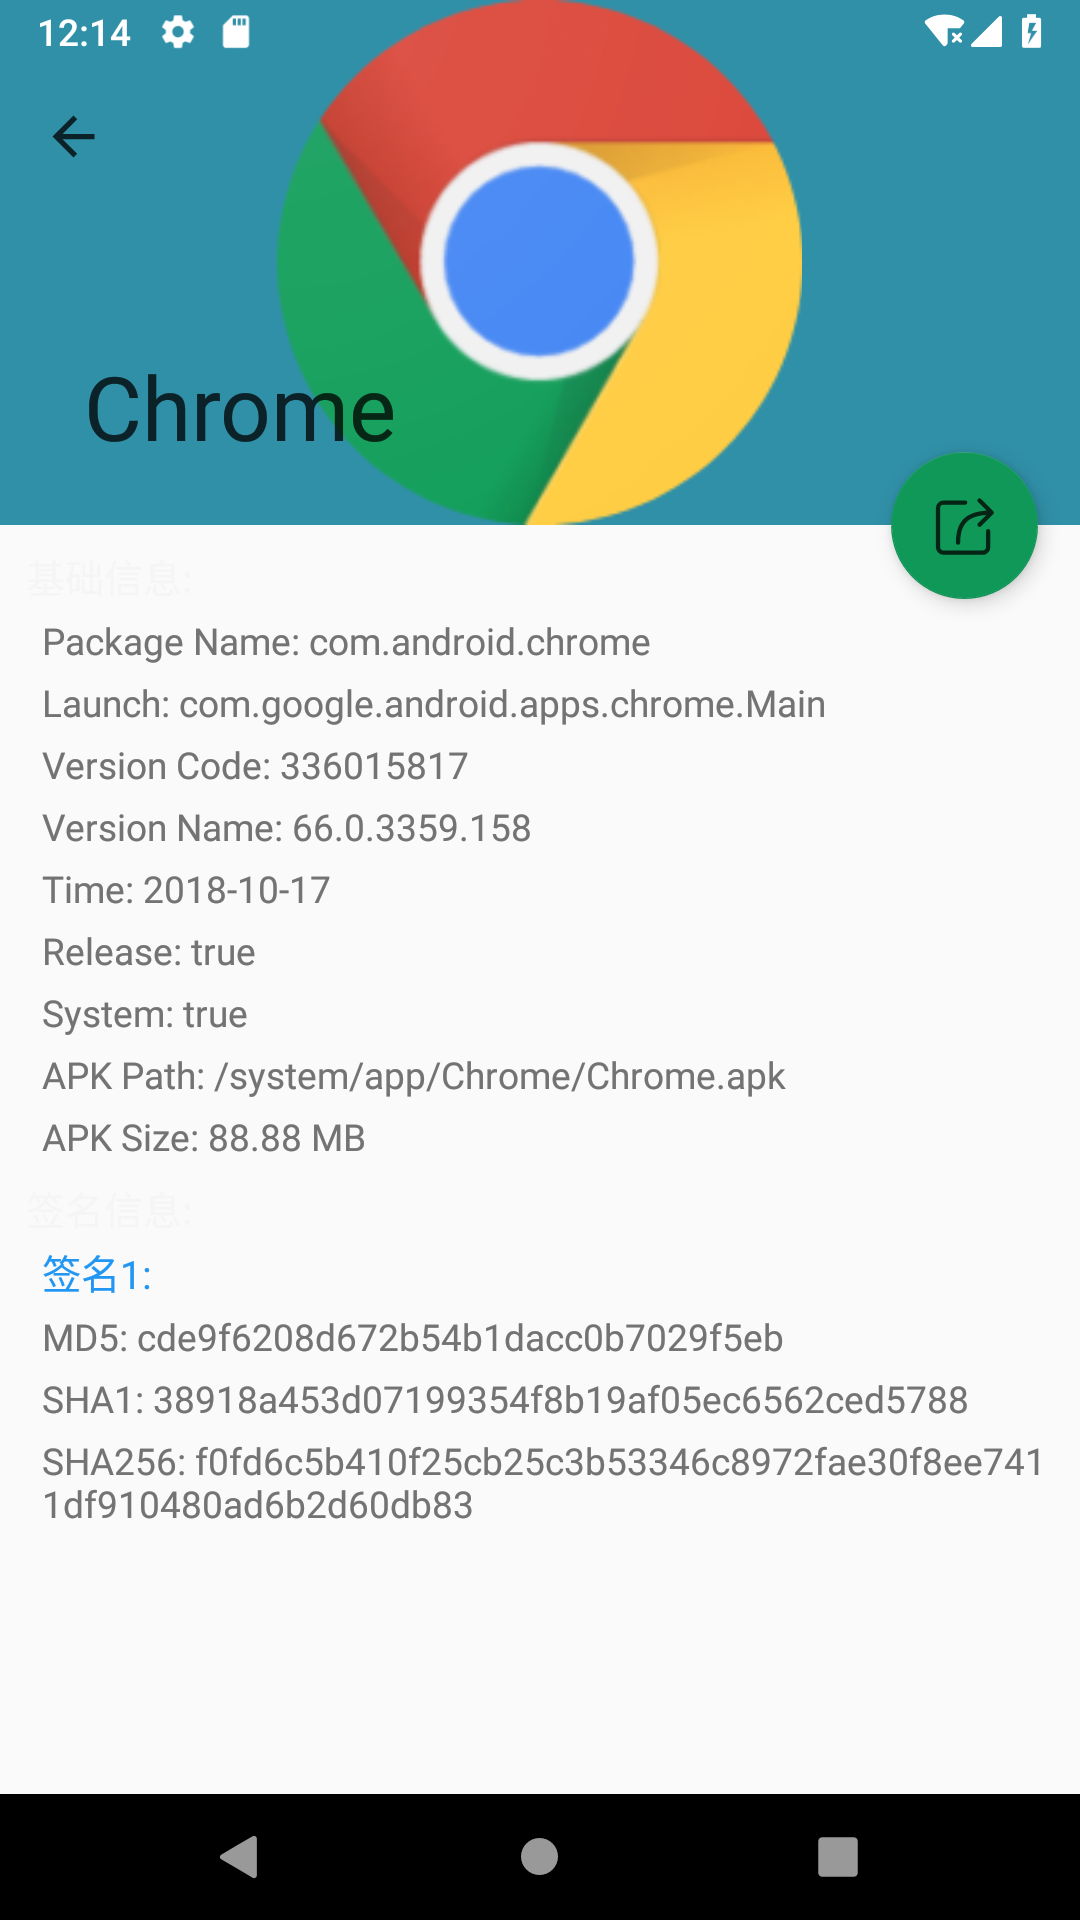 12:14
Chrome
基础信息:
Package Name: com.android.chrome
Launch: com.google.android.apps.chrome.Main
Version Code: 336015817
Version Name: 66.0.3359.158
Time: 2018-10-17
Release: true
System: true
APK Path: /system/app/Chrome/Chrome.apk
APK Size: 88.88 MB
签名信息:
签名1:
MD5: cde9f6208d672b54b1dacc0b7029f5eb
SHA1: 38918a453d07199354f8b19af05ec6562ced5788
SHA256: f0fd6c5b410f25cb25c3b53346c8972fae30f8ee741
1df910480ad6b2d60db83